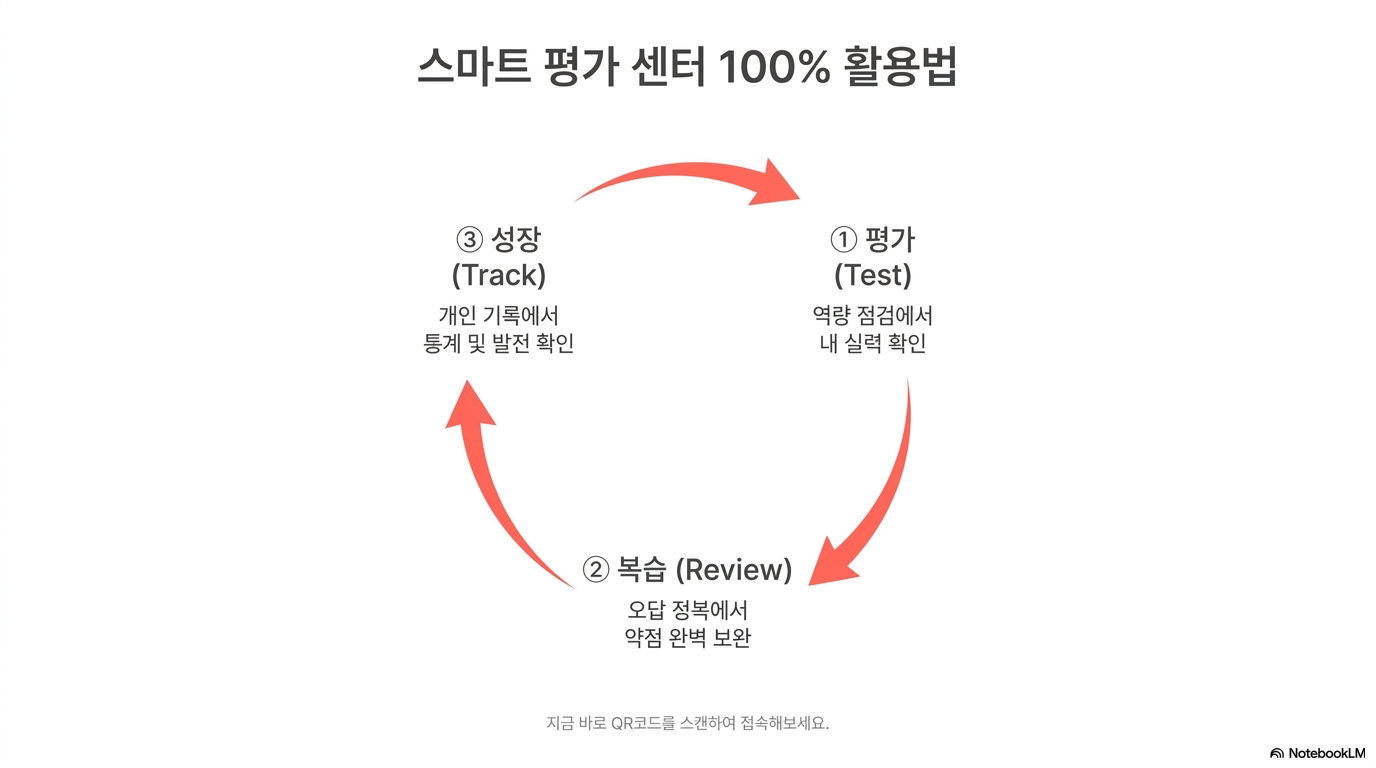 스마트 평가 센터 100% 활용법
① 평가
(Test)
역량 점검에서
내 실력 확인
② 복습 (Review)
오답 정복에서
약점 완벽 보완
③ 성장
(Track)
개인 기록에서
통계 및 발전 확인
지금 바로 QR코드를 스캔하여 접속해보세요.
NotebookLM